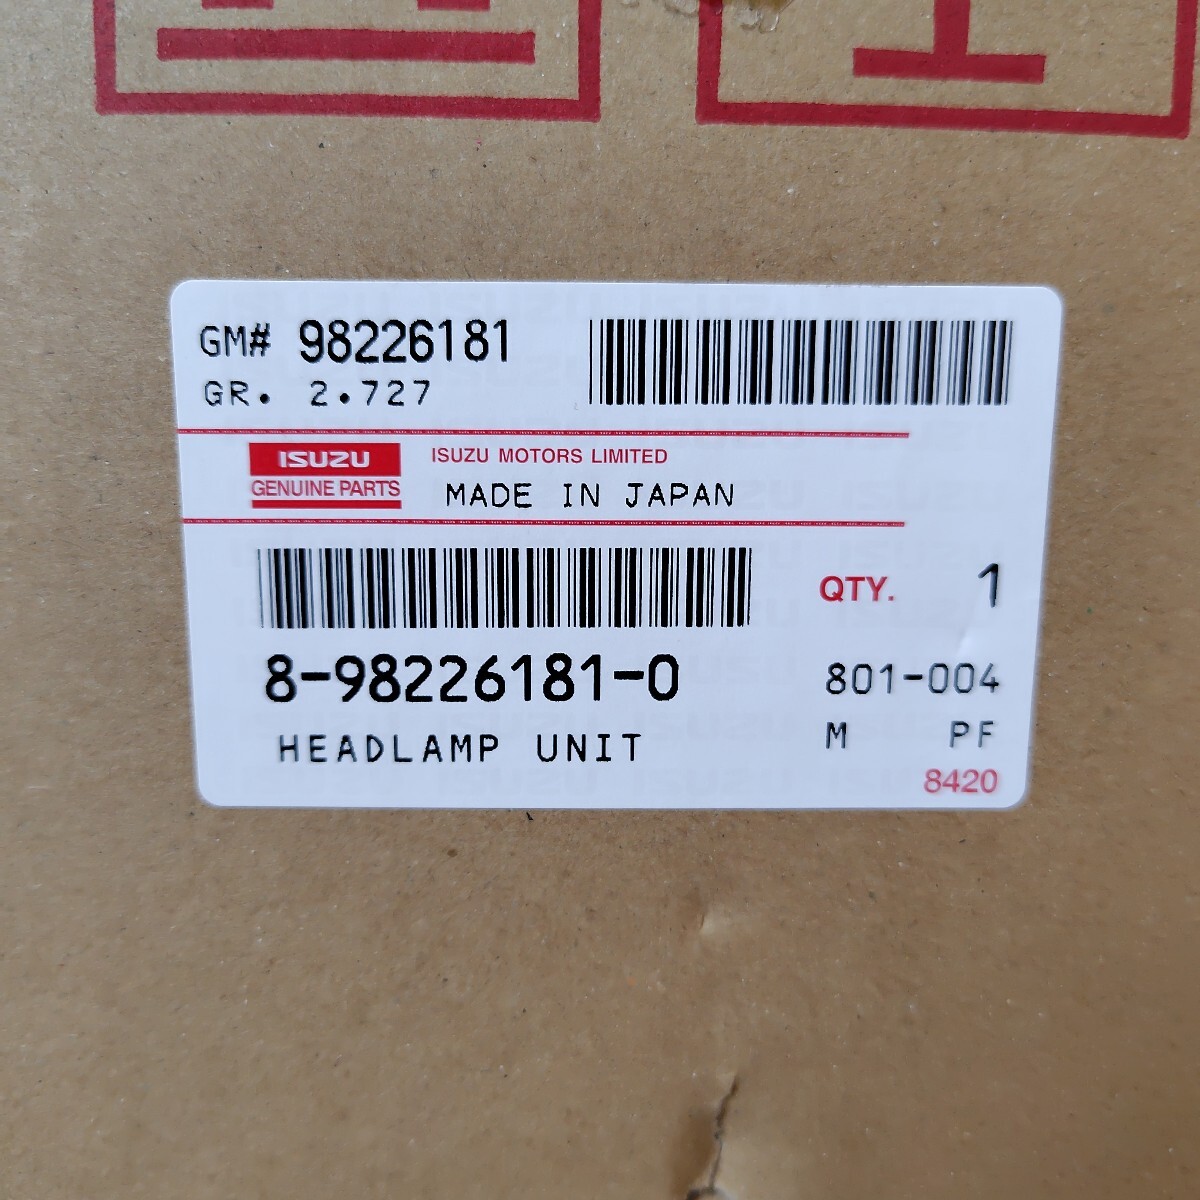 GM# 98226181
GR. 2.727
ISUZU
GENUINE PARTS
ISUZU MOTORS LIMITED
MADE IN JAPAN
QTY. 1
8-98226181-0
801-004
HEADLAMP UNIT
M PF
8420